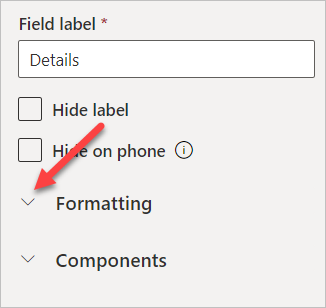 Field label *
Details
Hide label
Hide on phone
Formatting
Components